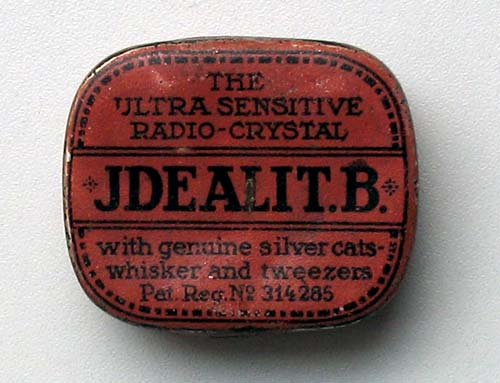 THE
ULTRA SENSITIVE
RADIO-CRYSTAL
JDEALIT.B.
with genuine silver cats-
whisker and tweezers
Pat. Reg. Nº 314285